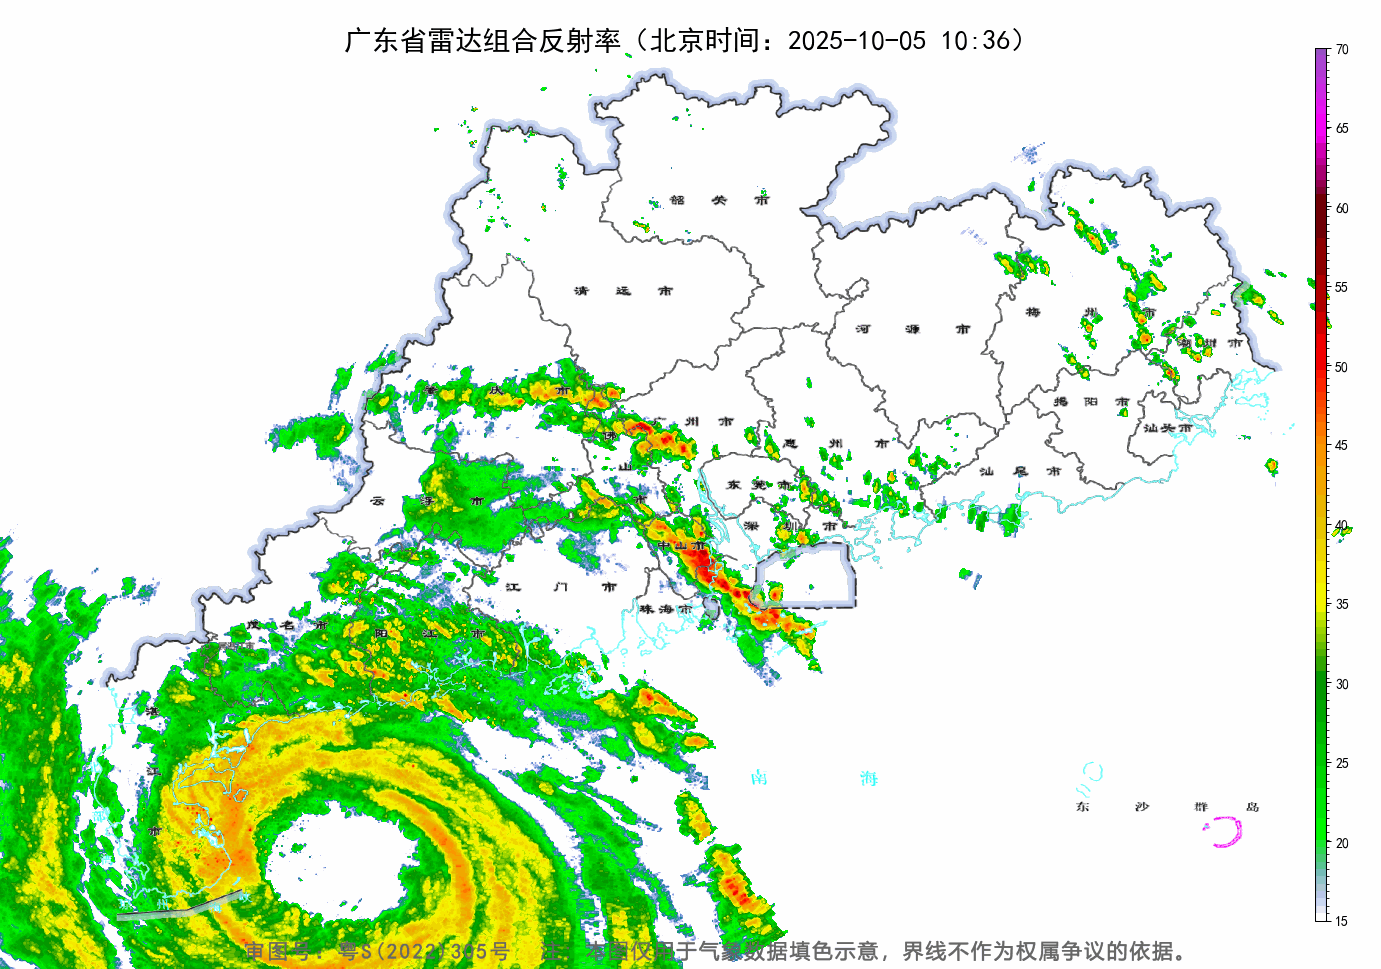 广东省雷达组合反射率（北京时间：2025-10-05 10:36）
70
65
60
55
50
45
40
35
30
25
20
15
韶关市
清远市
河源市
梅州市
潮州市
肇庆市
广州市
佛山市
惠州市
揭阳市
汕头市
汕尾市
东莞市
云浮市
深圳市
中山市
江门市
珠海市
茂名市
阳江市
湛江市
南海
东沙群岛
审图号：粤S(2022)305号 注：本图仅用于气象数据填色示意，界线不作为权属争议的依据。